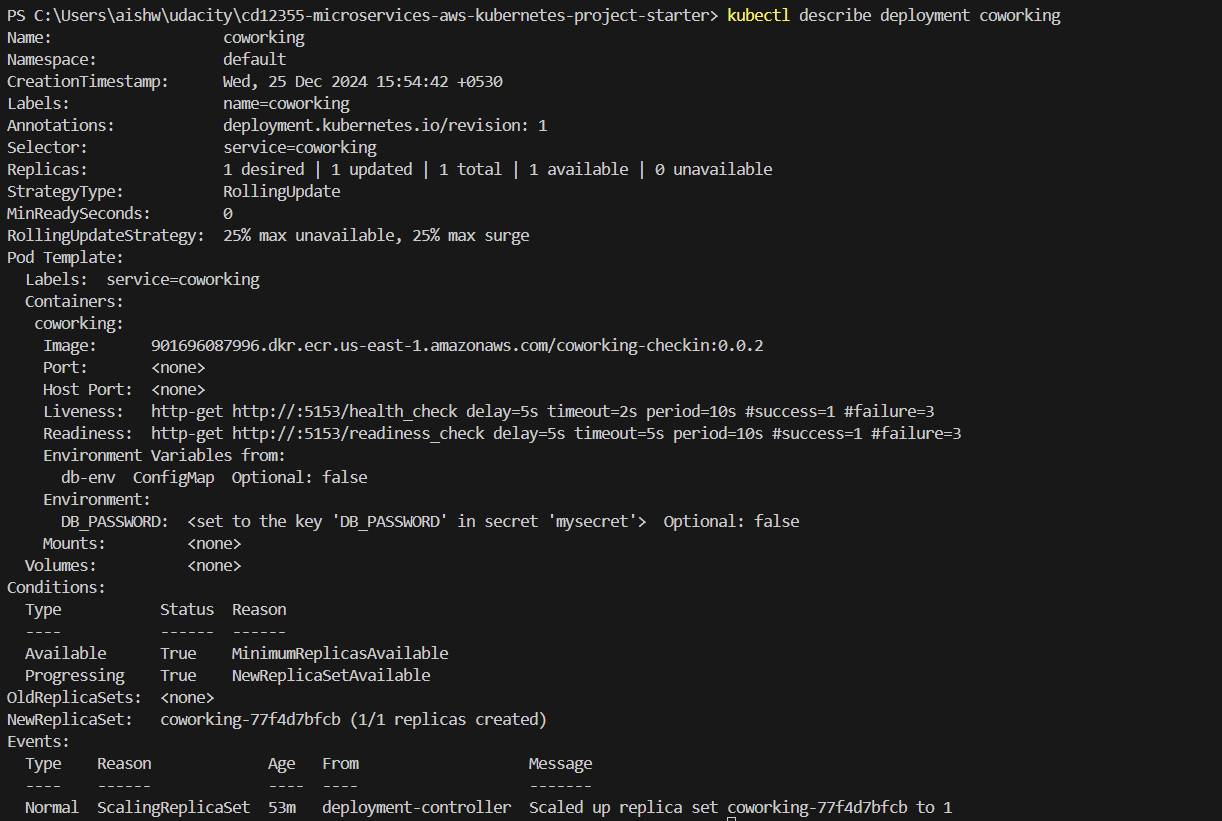 PS C:\Users\aishw\udacity\cd12355-microservices-aws-kubernetes-project-starter> kubectl describe deployment coworking
Name:                   coworking
Namespace:              default
CreationTimestamp:      Wed, 25 Dec 2024 15:54:42 +0530
Labels:                 name=coworking
Annotations:            deployment.kubernetes.io/revision: 1
Selector:               service=coworking
Replicas:               1 desired | 1 updated | 1 total | 1 available | 0 unavailable
StrategyType:           RollingUpdate
MinReadySeconds:        0
RollingUpdateStrategy:  25% max unavailable, 25% max surge
Pod Template:
  Labels:  service=coworking
  Containers:
   coworking:
    Image:      901696087996.dkr.ecr.us-east-1.amazonaws.com/coworking-checkin:0.0.2
    Port:       <none>
    Host Port:  <none>
    Liveness:   http-get http://:5153/health_check delay=5s timeout=2s period=10s #success=1 #failure=3
    Readiness:  http-get http://:5153/readiness_check delay=5s timeout=5s period=10s #success=1 #failure=3
    Environment Variables from:
      db-env  ConfigMap  Optional: false
    Environment:
      DB_PASSWORD:  <set to the key 'DB_PASSWORD' in secret 'mysecret'>  Optional: false
    Mounts:         <none>
  Volumes:          <none>
Conditions:
  Type           Status  Reason
  ----           ------  ------
  Available      True    MinimumReplicasAvailable
  Progressing    True    NewReplicaSetAvailable
OldReplicaSets:  <none>
NewReplicaSet:   coworking-77f4d7bfcb (1/1 replicas created)
Events:
  Type    Reason             Age   From                   Message
  ----    ------             ----  ----                   -------
  Normal  ScalingReplicaSet  53m   deployment-controller  Scaled up replica set coworking-77f4d7bfcb to 1